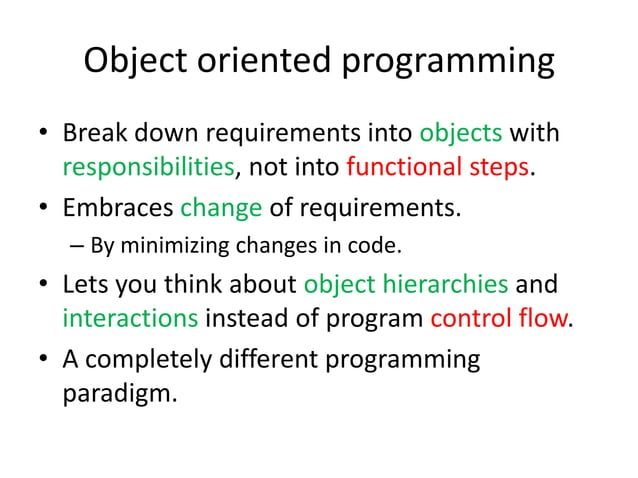 Object oriented programming
• Break down requirements into objects with
responsibilities, not into functional steps.
• Embraces change of requirements.
– By minimizing changes in code.
• Lets you think about object hierarchies and
interactions instead of program control flow.
• A completely different programming
paradigm.